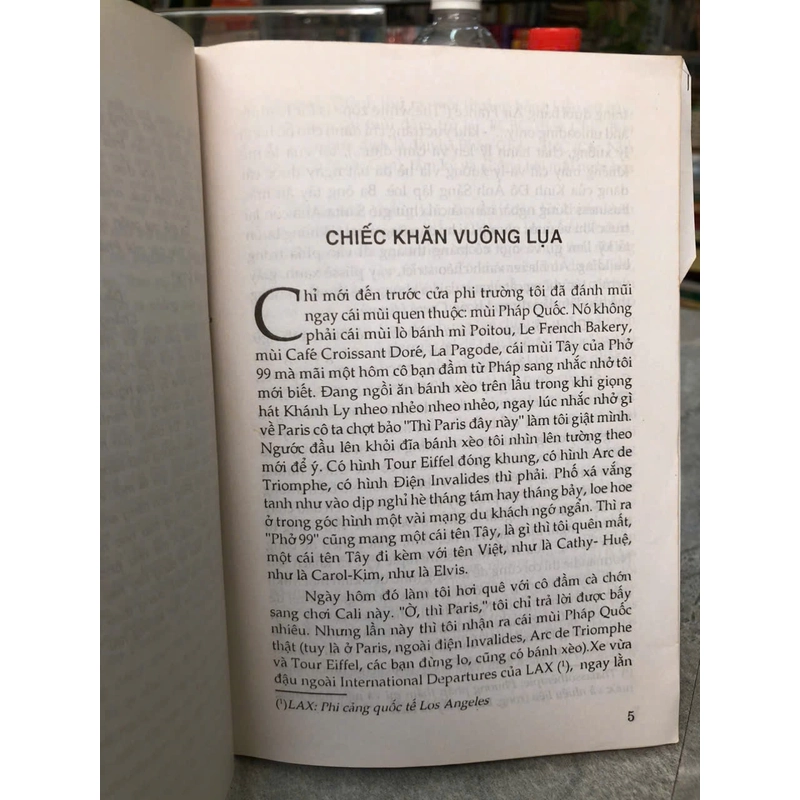 CHIẾC KHĂN VUÔNG LỤA
Chỉ mới đến trước cửa phi trường tôi đã đánh mũi
ngay cái mùi quen thuộc: mùi Pháp Quốc. Nó không
phải cái mùi lò bánh mì Poitou, Le French Bakery,
mùi Café Croissant Doré, La Pagode, cái mùi Tây của Phở
99 mà mãi một hôm cô bạn đầm từ Pháp sang nhắc nhở tôi
mới biết. Đang ngồi ăn bánh xèo trên lầu trong khi giọng
hát Khánh Ly nheo nhẻo nheo nhẻo, ngay lúc nhắc nhở gì
về Paris cô ta chợt bảo "Thì Paris đây này" làm tôi giật mình.
Ngước đầu lên khỏi đĩa bánh xèo tôi nhìn lên tường theo
mới để ý. Có hình Tour Eiffel đóng khung, có hình Arc de
Triomphe, có hình Điện Invalides thì phải. Phố xá vắng
tanh như vào dịp nghỉ hè tháng tám hay tháng bảy, loe hoe
ở trong góc hình một vài mạng du khách ngớ ngẩn. Thì ra
"Phở 99" cũng mang một cái tên Tây, là gì thì tôi quên mất,
một cái tên Tây đi kèm với tên Việt, như là Cathy- Huệ,
như là Carol-Kim, như là Elvis.
Ngày hôm đó làm tôi hơi quê với cô đầm cà chớn
sang chơi Cali này. "Ờ, thì Paris," tôi chỉ trả lời được bấy
nhiêu. Nhưng lần này thì tôi nhận ra cái mùi Pháp Quốc
thật (tuy là ở Paris, ngoài điện Invalides, Arc de Triomphe
và Tour Eiffel, các bạn đừng lo, cũng có bánh xèo).Xe vừa
đậu ngoài International Departures của LAX (¹), ngay lần
(¹)LAX: Phi cảng quốc tế Los Angeles
5